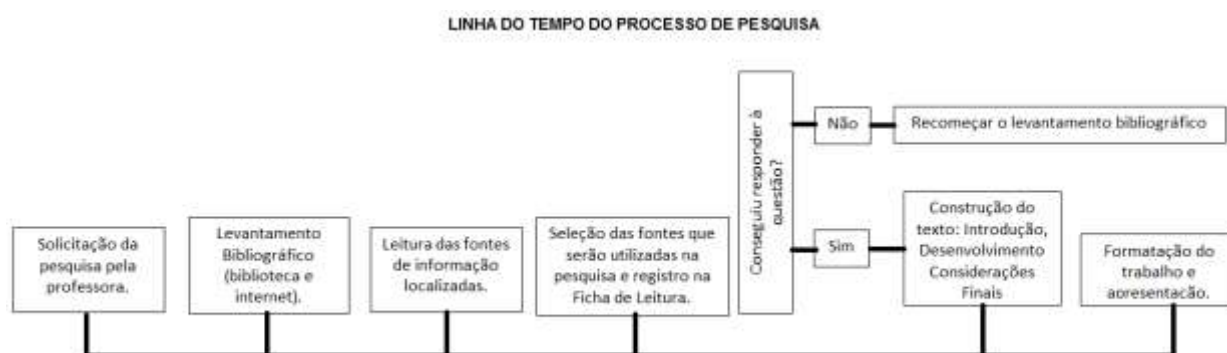 LINHA DO TEMPO DO PROCESSO DE PESQUISA
Solicitação da
pesquisa pela
professora.
Levantamento
Bibliográfico
(biblioteca e
internet).
Leitura das fontes
de informação
localizadas.
Seleção das fontes que
serão utilizadas na
pesquisa e registro na
Ficha de Leitura.
Conseguiu responder à
questão?
Não
Recomeçar o levantamento bibliográfico
Sim
Construção do
texto: Introdução,
Desenvolvimento
Considerações
Finais
Formatação do
trabalho e
apresentação.